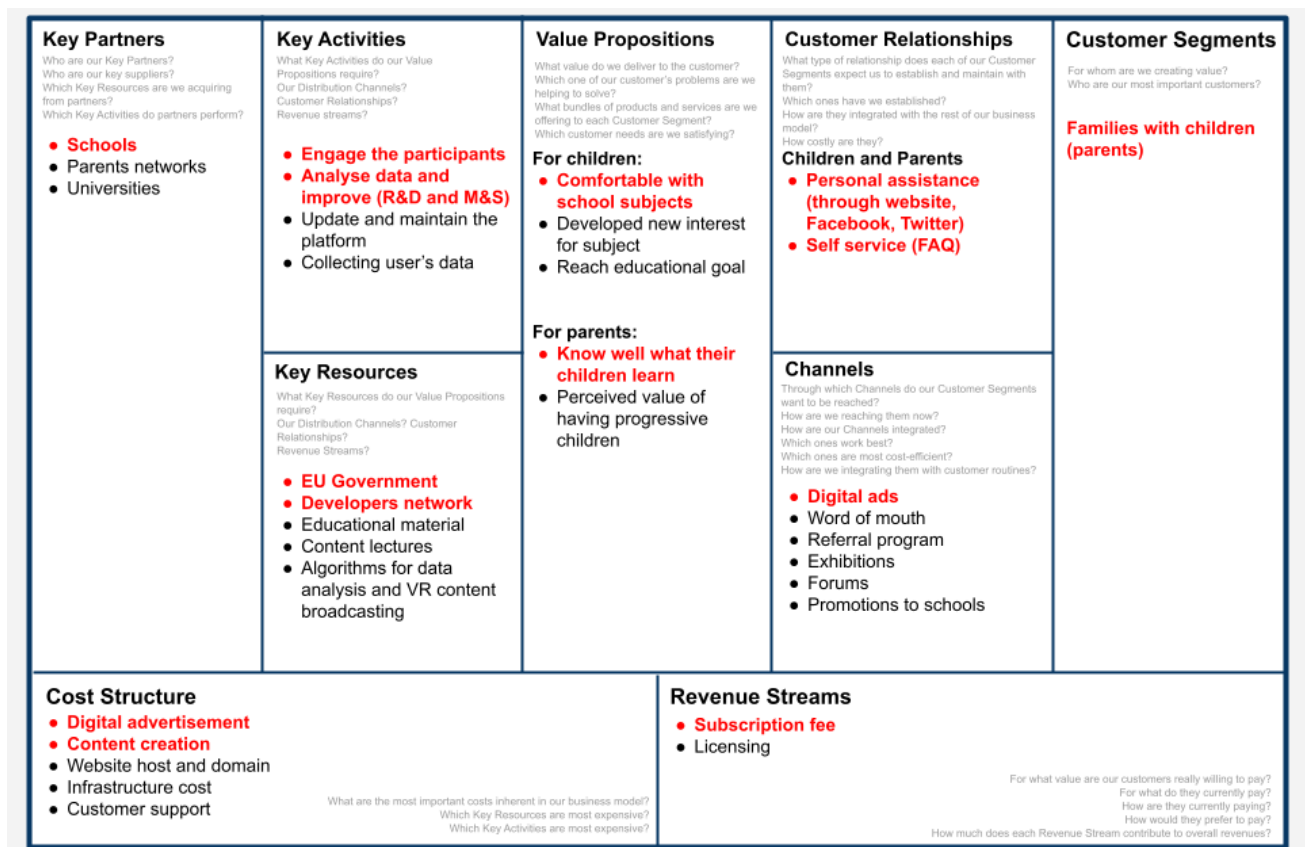 Key Partners
Who are our Key Partners?
Who are our key suppliers?
Which Key Resources are we acquiring
from partners?
Which Key Activities do partners perform?
● Schools
● Parents networks
● Universities
Key Activities
What Key Activities do our Value
Propositions require?
Our Distribution Channels?
Customer Relationships?
Revenue streams?
● Engage the participants
● Analyse data and
improve (R&D and M&S)
● Update and maintain the
platform
● Collecting user's data
Key Resources
What Key Resources do our Value Propositions
require?
Our Distribution Channels? Customer
Relationships?
Revenue Streams?
● EU Government
● Developers network
● Educational material
● Content lectures
● Algorithms for data
analysis and VR content
broadcasting
Value Propositions
What value do we deliver to the customer?
Which one of our customer's problems are we
helping to solve?
What bundles of products and services are we
offering to each Customer Segment?
Which customer needs are we satisfying?
For children:
● Comfortable with
school subjects
● Developed new interest
for subject
● Reach educational goal
For parents:
● Know well what their
children learn
● Perceived value of
having progressive
children
Customer Relationships
What type of relationship does each of our Customer
Segments expect us to establish and maintain with
them?
Which ones have we established?
How are they integrated with the rest of our business
model?
How costly are they?
Children and Parents
● Personal assistance
(through website,
Facebook, Twitter)
● Self service (FAQ)
Channels
Through which Channels do our Customer Segments
want to be reached?
How are we reaching them now?
How are our Channels integrated?
Which ones work best?
Which ones are most cost-efficient?
How are we integrating them with customer routines?
● Digital ads
● Word of mouth
● Referral program
● Exhibitions
● Forums
● Promotions to schools
Customer Segments
For whom are we creating value?
Who are our most important customers?
Families with children
(parents)
Cost Structure
● Digital advertisement
● Content creation
● Website host and domain
● Infrastructure cost
● Customer support
What are the most important costs inherent in our business model?
Which Key Resources are most expensive?
Which Key Activities are most expensive?
Revenue Streams
● Subscription fee
● Licensing
For what value are our customers really willing to pay?
For what do they currently pay?
How are they currently paying?
How would they prefer to pay?
How much does each Revenue Stream contribute to overall revenues?